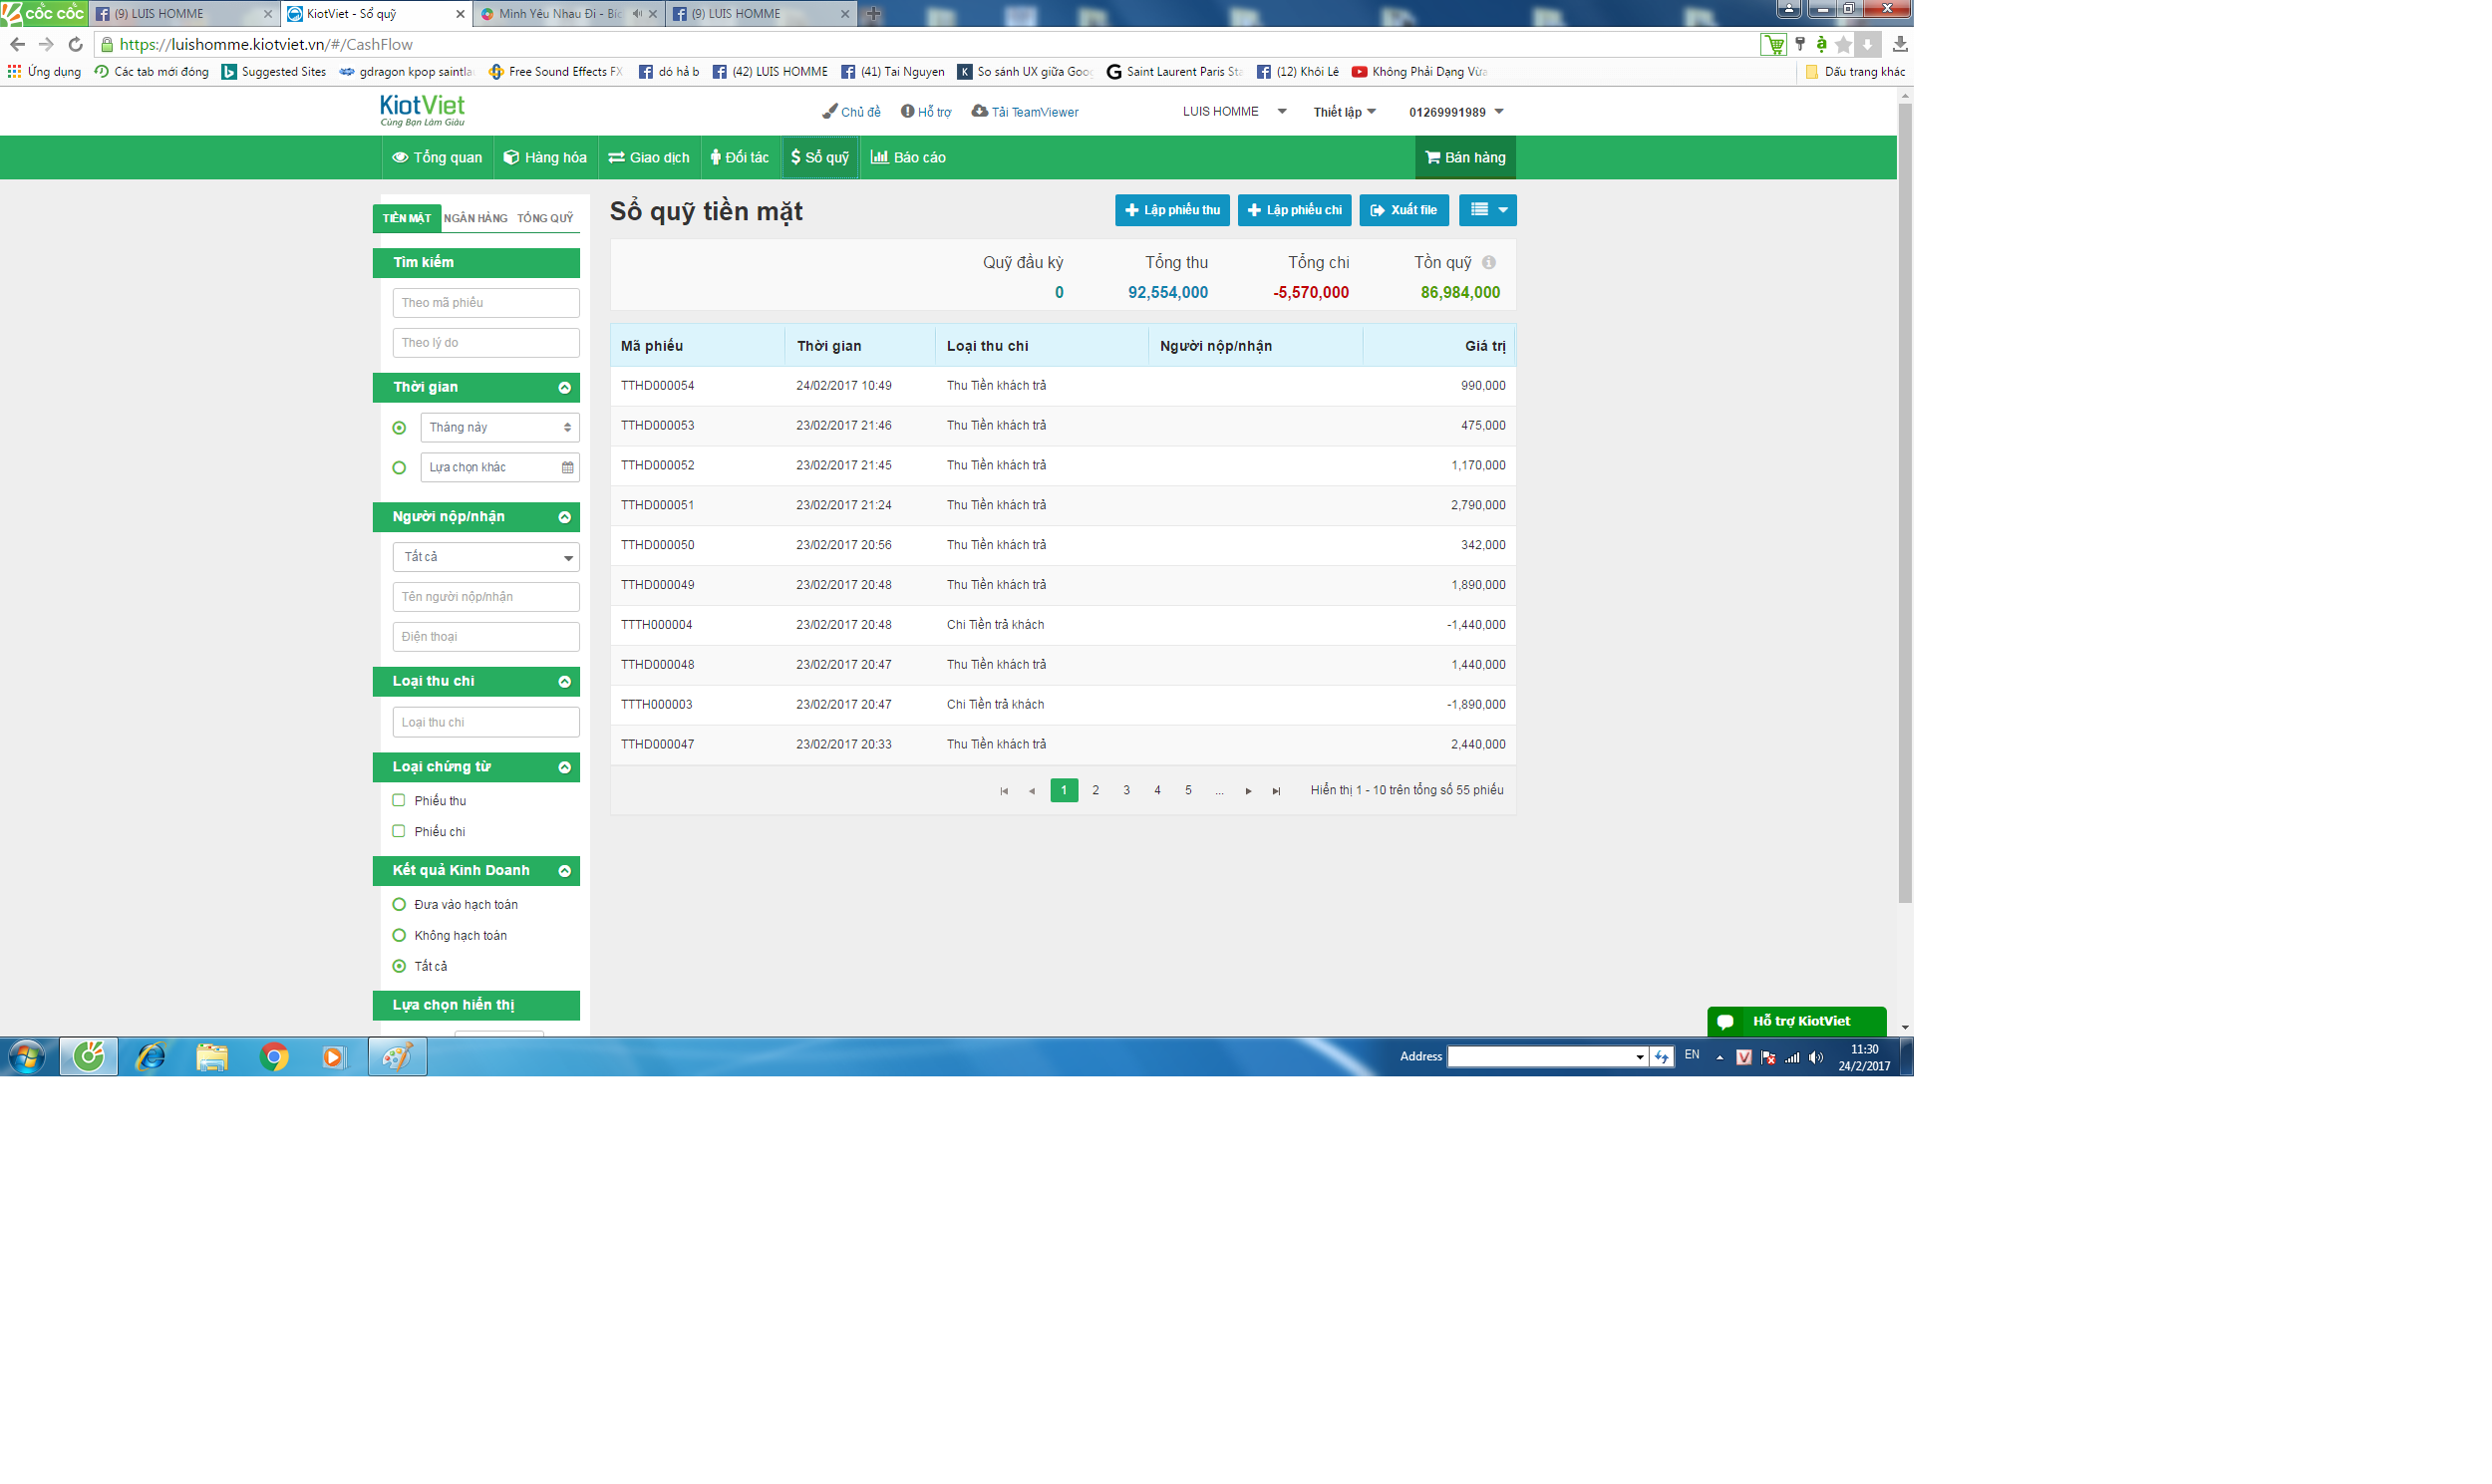 cốc cốc (9) LUIS HOMME KiotViet - Sổ quỹ Mình Yêu Nhau Đi - Bíc (9) LUIS HOMME
https://luishomme.kiotviet.vn/#/CashFlow
Ứng dụng Các tab mới đóng Suggested Sites gdragon kpop saintla Free Sound Effects FX dó hả b (42) LUIS HOMME (41) Tai Nguyen So sánh UX giữa Goo Saint Laurent Paris Sta (12) Khôi Lê Không Phải Dạng Vừa Dấu trang khác
KiotViet
Cùng Bạn Làm Giàu
Chủ đề Hỗ trợ Tải TeamViewer LUIS HOMME Thiết lập 01269991989
Tổng quan Hàng hóa Giao dịch Đối tác Sổ quỹ Báo cáo Bán hàng
TIỀN MẶT NGÂN HÀNG TỔNG QUỸ
Sổ quỹ tiền mặt
Lập phiếu thu Lập phiếu chi Xuất file
Tìm kiếm
Theo mã phiếu
Theo lý do
Thời gian
Tháng này
Lựa chọn khác
Người nộp/nhận
Tất cả
Tên người nộp/nhận
Điện thoại
Loại thu chi
Loại thu chi
Loại chứng từ
Phiếu thu
Phiếu chi
Kết quả Kinh Doanh
Đưa vào hạch toán
Không hạch toán
Tất cả
Lựa chọn hiển thị
Quỹ đầu kỳ Tổng thu Tổng chi Tồn quỹ
0 92,554,000 -5,570,000 86,984,000
Mã phiếu Thời gian Loại thu chi Người nộp/nhận Giá trị
TTHD000054 24/02/2017 10:49 Thu Tiền khách trả 990,000
TTHD000053 23/02/2017 21:46 Thu Tiền khách trả 475,000
TTHD000052 23/02/2017 21:45 Thu Tiền khách trả 1,170,000
TTHD000051 23/02/2017 21:24 Thu Tiền khách trả 2,790,000
TTHD000050 23/02/2017 20:56 Thu Tiền khách trả 342,000
TTHD000049 23/02/2017 20:48 Thu Tiền khách trả 1,890,000
TTTH000004 23/02/2017 20:48 Chi Tiền trả khách -1,440,000
TTHD000048 23/02/2017 20:47 Thu Tiền khách trả 1,440,000
TTTH000003 23/02/2017 20:47 Chi Tiền trả khách -1,890,000
TTHD000047 23/02/2017 20:33 Thu Tiền khách trả 2,440,000
1 2 3 4 5 ... Hiển thị 1 - 10 trên tổng số 55 phiếu
Hỗ trợ KiotViet
Address EN 11:30
24/2/2017